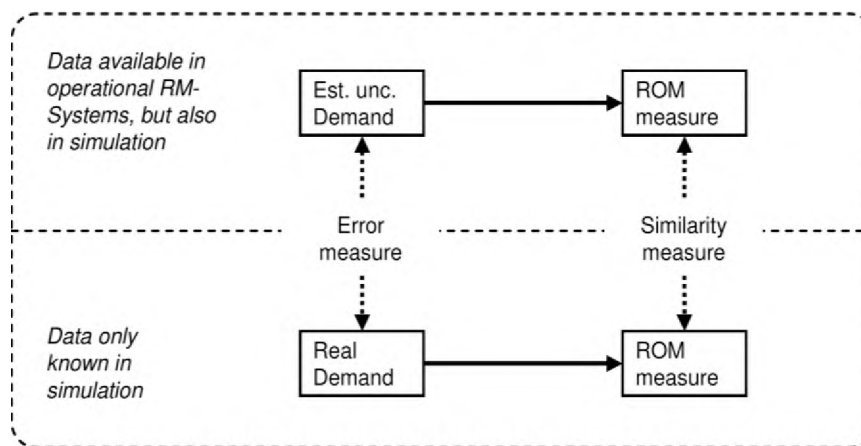 Data available in
operational RM-
Systems, but also
in simulation
Est. unc.
Demand
ROM
measure
Error
measure
Similarity
measure
Data only
known in
simulation
Real
Demand
ROM
measure